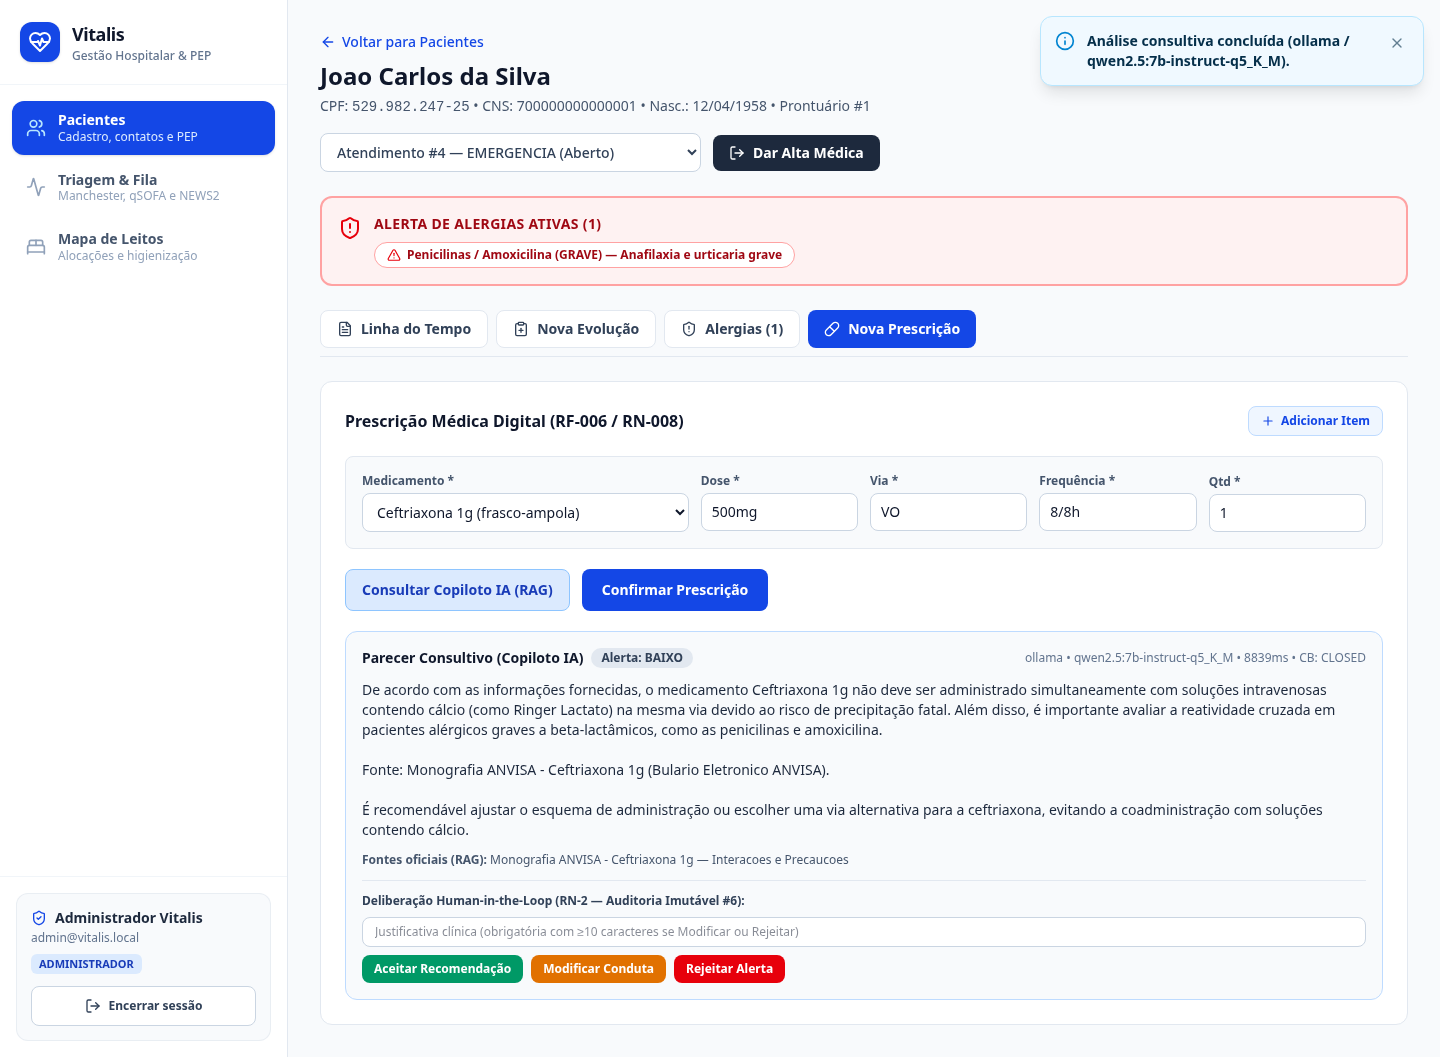 Vitalis
Gestão Hospitalar & PEP
Pacientes
Cadastro, contatos e PEP
Triagem & Fila
Manchester, qSOFA e NEWS2
Mapa de Leitos
Alocações e higienização
Administrador Vitalis
admin@vitalis.local
ADMINISTRADOR
Encerrar sessão
Voltar para Pacientes
Joao Carlos da Silva
CPF: 529.982.247-25 • CNS: 700000000000001 • Nasc.: 12/04/1958 • Prontuário #1
Análise consultiva concluída (ollama /
qwen2.5:7b-instruct-q5_K_M).
Atendimento #4 — EMERGENCIA (Aberto)
Dar Alta Médica
ALERTA DE ALERGIAS ATIVAS (1)
Penicilinas / Amoxicilina (GRAVE) — Anafilaxia e urticaria grave
Linha do Tempo
Nova Evolução
Alergias (1)
Nova Prescrição
Prescrição Médica Digital (RF-006 / RN-008)
Adicionar Item
Medicamento *
Dose *
Via *
Frequência *
Qtd *
Ceftriaxona 1g (frasco-ampola)
500mg
VO
8/8h
1
Consultar Copiloto IA (RAG)
Confirmar Prescrição
Parecer Consultivo (Copiloto IA)
Alerta: BAIXO
ollama • qwen2.5:7b-instruct-q5_K_M • 8839ms • CB: CLOSED
De acordo com as informações fornecidas, o medicamento Ceftriaxona 1g não deve ser administrado simultaneamente com soluções intravenosas
contendo cálcio (como Ringer Lactato) na mesma via devido ao risco de precipitação fatal. Além disso, é importante avaliar a reatividade cruzada em
pacientes alérgicos graves a beta-lactâmicos, como as penicilinas e amoxicilina.
Fonte: Monografia ANVISA - Ceftriaxona 1g (Bulario Eletronico ANVISA).
É recomendável ajustar o esquema de administração ou escolher uma via alternativa para a ceftriaxona, evitando a coadministração com soluções
contendo cálcio.
Fontes oficiais (RAG): Monografia ANVISA - Ceftriaxona 1g — Interacoes e Precaucoes
Deliberação Human-in-the-Loop (RN-2 — Auditoria Imutável #6):
Justificativa clínica (obrigatória com ≥10 caracteres se Modificar ou Rejeitar)
Aceitar Recomendação
Modificar Conduta
Rejeitar Alerta